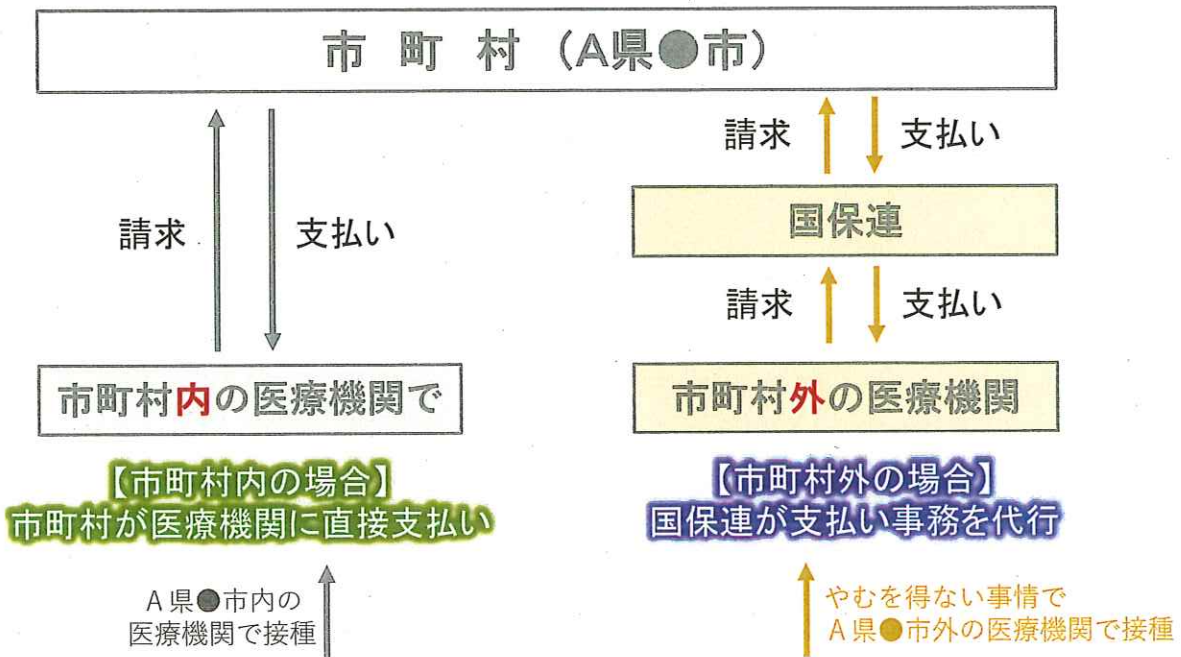 市 町 村 (A県●市)
請求
支払い
請求
支払い
国保連
請求
支払い
市町村内の医療機関で
市町村外の医療機関
【市町村内の場合】
市町村が医療機関に直接支払い
【市町村外の場合】
国保連が支払い事務を代行
A県●市内の
医療機関で接種
やむを得ない事情で
A県●市外の医療機関で接種